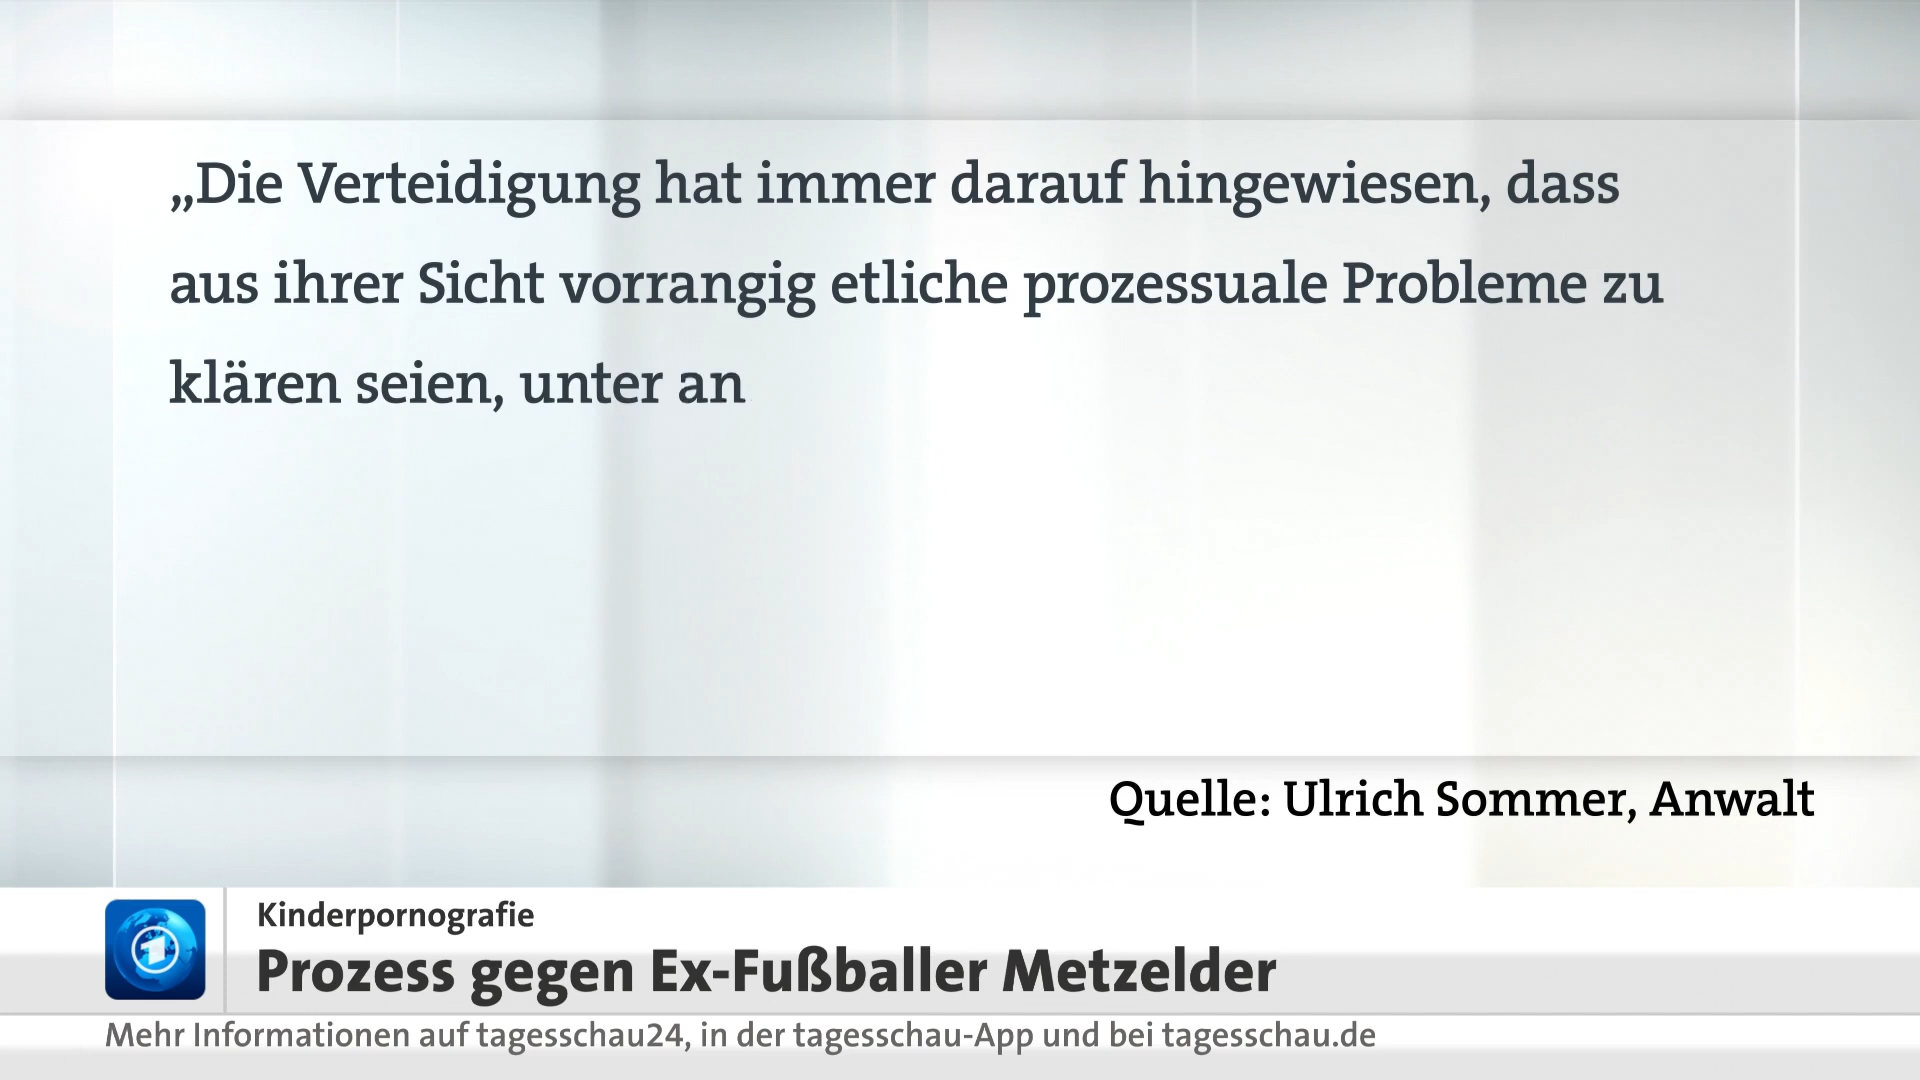 „Die Verteidigung hat immer darauf hingewiesen, dass
aus ihrer Sicht vorrangig etliche prozessuale Probleme zu
klären seien, unter an
Quelle: Ulrich Sommer, Anwalt
Kinderpornografie
Prozess gegen Ex-Fußballer Metzelder
Mehr Informationen auf tagesschau24, in der tagesschau-App und bei tagesschau.de